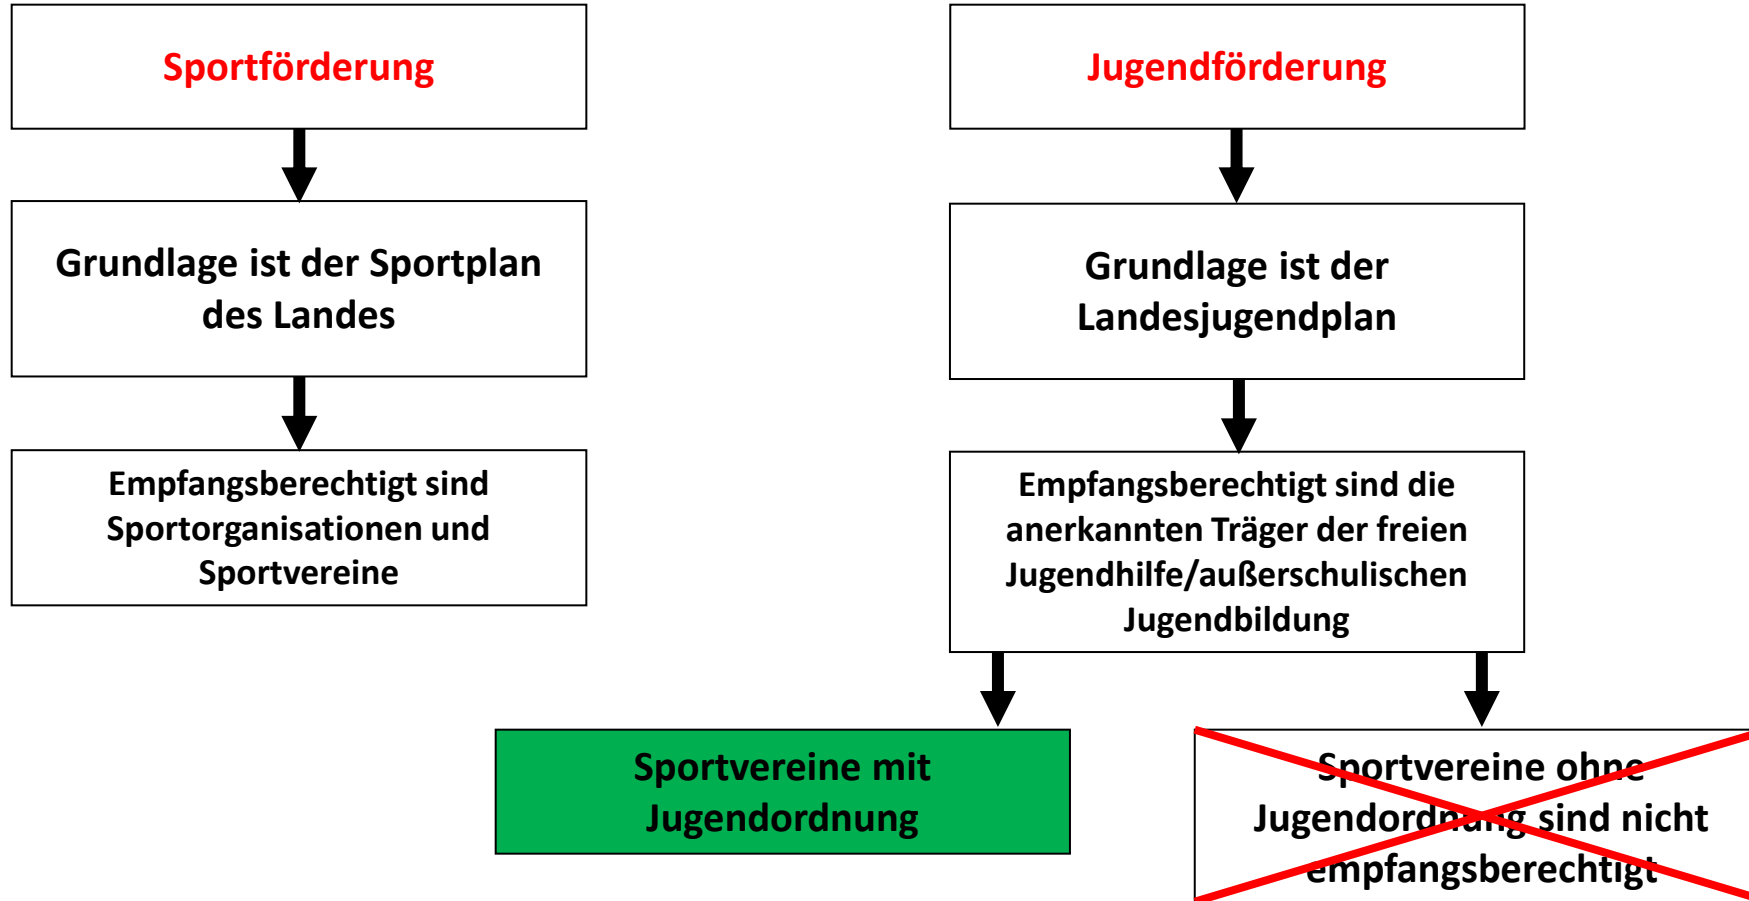 Sportförderung
Grundlage ist der Sportplan
des Landes
Empfangsberechtigt sind
Sportorganisationen und
Sportvereine
Jugendförderung
Grundlage ist der
Landesjugendplan
Empfangsberechtigt sind die
anerkannten Träger der freien
Jugendhilfe/außerschulischen
Jugendbildung
Sportvereine mit
Jugendordnung
Sportvereine ohne
Jugendordnung sind nicht
empfangsberechtigt